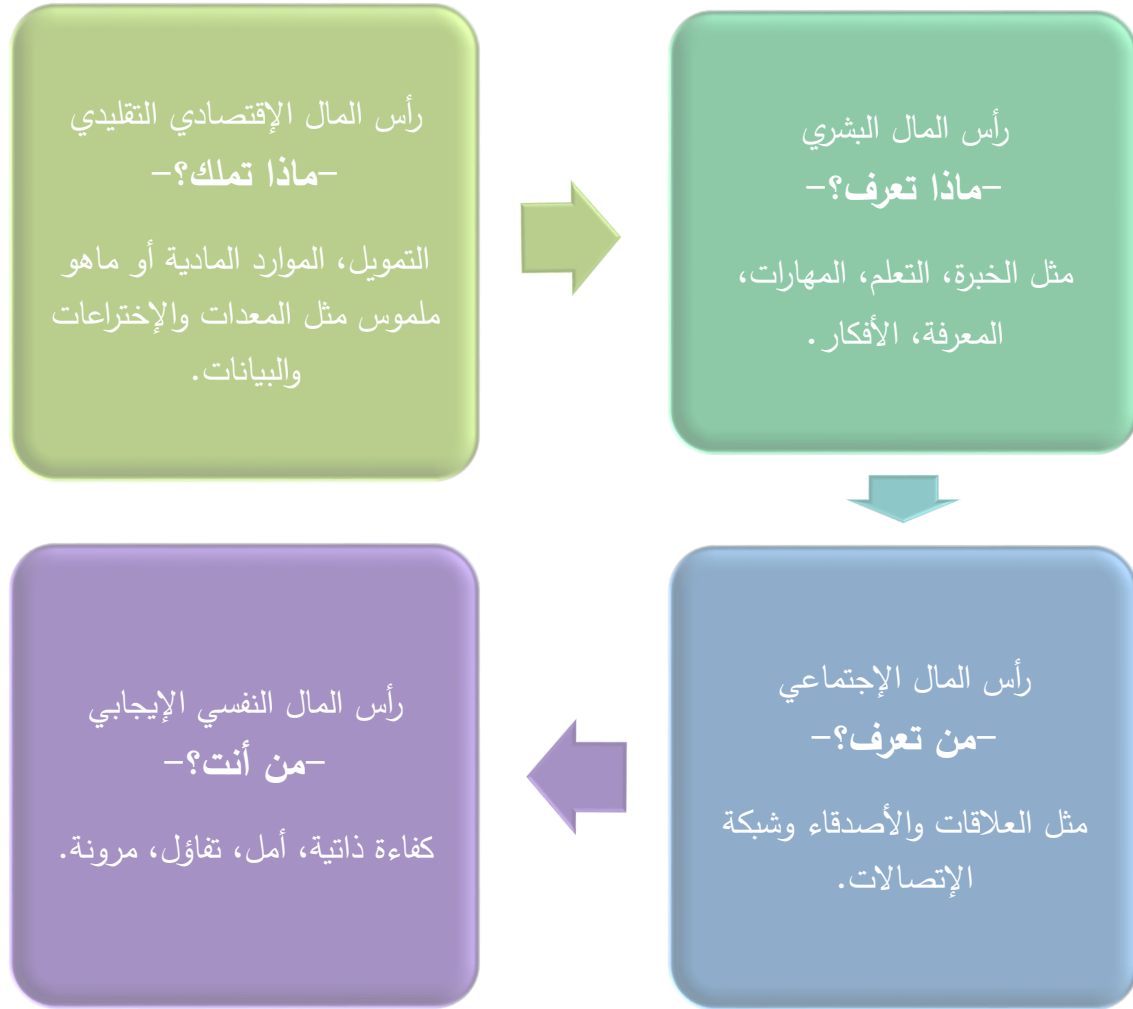 رأس المال الإقتصادي التقليدي
-ماذا تملك؟-
التمويل، الموارد المادية أو ماهو
ملموس مثل المعدات والإختراعات
والبيانات.
رأس المال البشري
-ماذا تعرف؟-
مثل الخبرة، التعلم، المهارات،
المعرفة، الأفكار.
رأس المال الإجتماعي
-من تعرف؟-
مثل العلاقات والأصدقاء وشبكة
الإتصالات.
رأس المال النفسي الإيجابي
-من أنت؟-
كفاءة ذاتية، أمل، تفاؤل، مرونة.